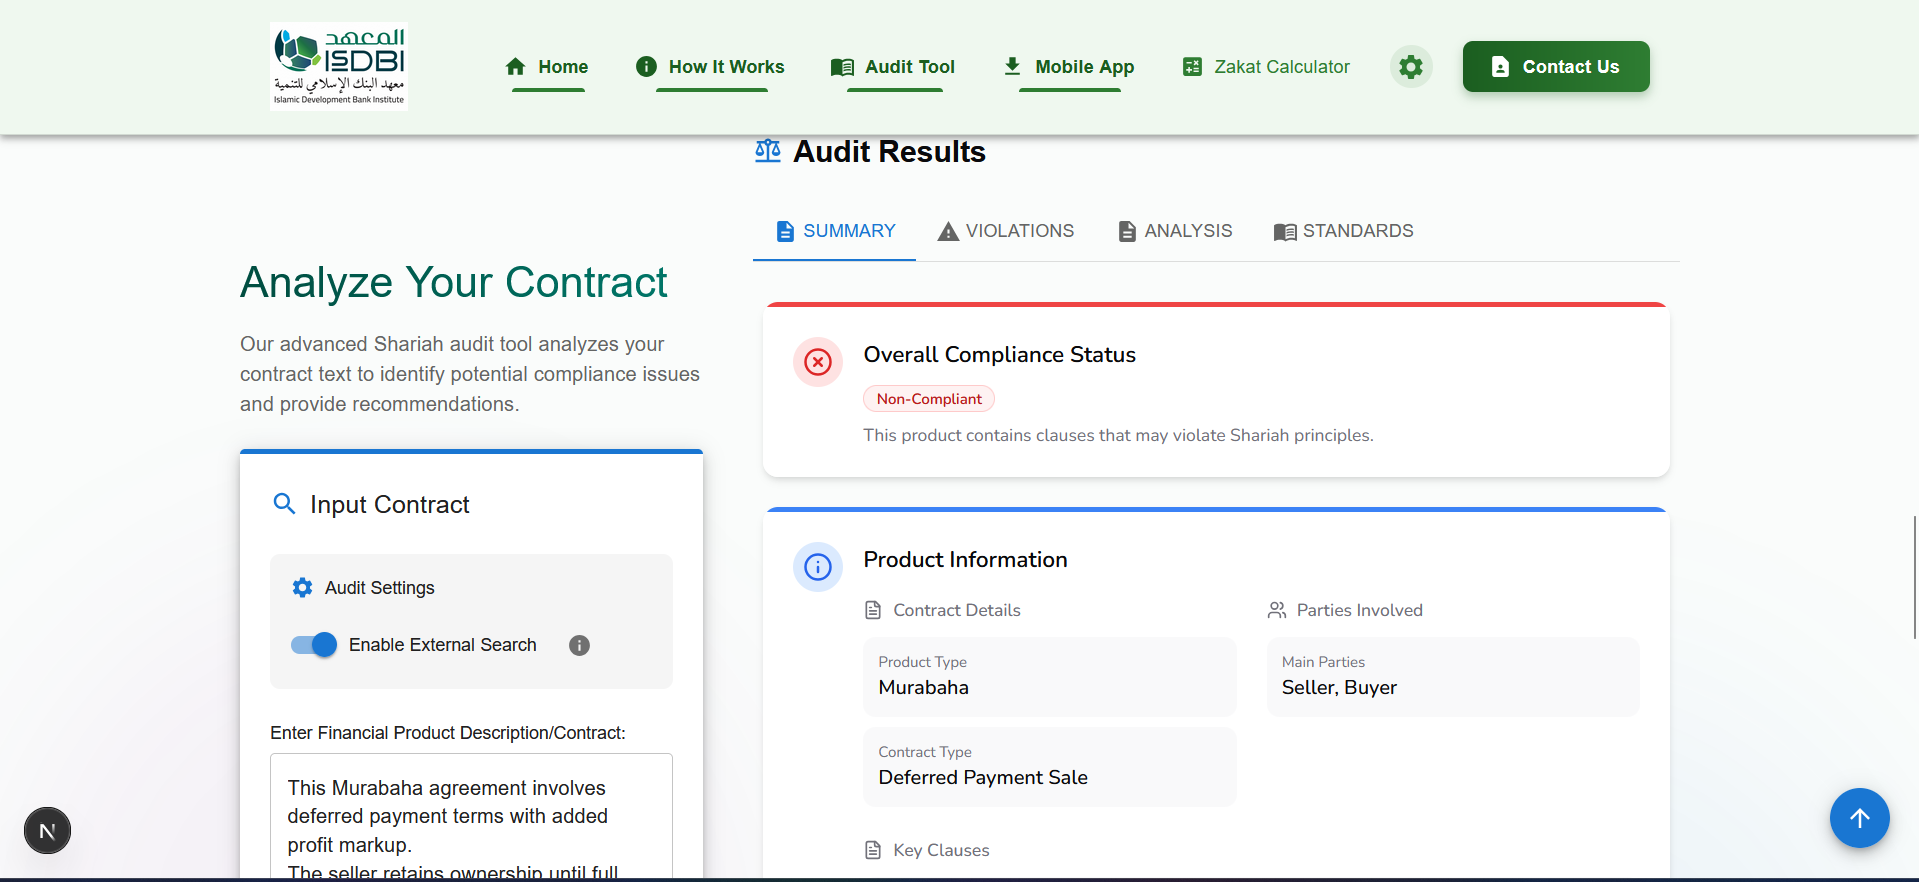 المعهد
ISDBI
معهد البنك الإسلامي للتنمية
Islamic Development Bank Institute
Home
How It Works
Audit Tool
Mobile App
Zakat Calculator
Contact Us
Analyze Your Contract
Our advanced Shariah audit tool analyzes your
contract text to identify potential compliance issues
and provide recommendations.
Input Contract
Audit Settings
Enable External Search
Enter Financial Product Description/Contract:
This Murabaha agreement involves
deferred payment terms with added
profit markup.
The seller retains ownership until full
N
Audit Results
SUMMARY
VIOLATIONS
ANALYSIS
STANDARDS
Overall Compliance Status
Non-Compliant
This product contains clauses that may violate Shariah principles.
Product Information
Contract Details
Product Type
Murabaha
Contract Type
Deferred Payment Sale
Parties Involved
Main Parties
Seller, Buyer
Key Clauses